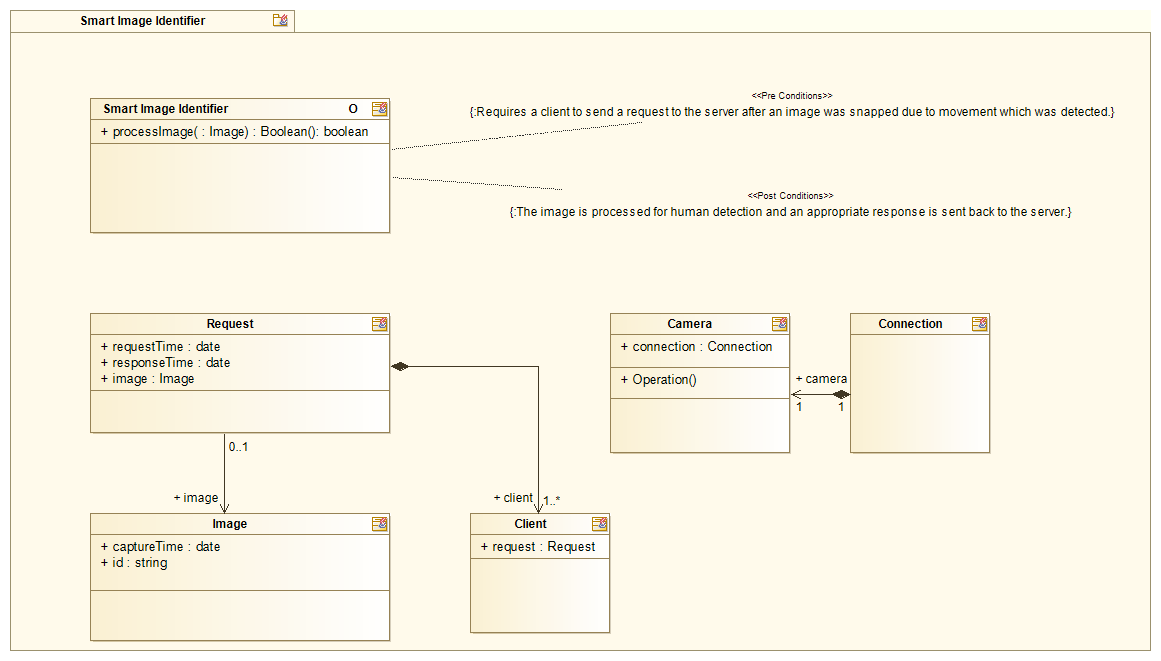 Smart Image Identifier
Smart Image Identifier O
+ processImage( : Image) : Boolean(): boolean
<<Pre Conditions>>
{:Requires a client to send a request to the server after an image was snapped due to movement which was detected.}
<<Post Conditions>>
{:The image is processed for human detection and an appropriate response is sent back to the server.}
Request
+ requestTime : date
+ responseTime : date
+ image : Image
Camera
+ connection : Connection
+ Operation()
Connection
+ camera
1
1
0..1
+ image
+ client
1..*
Image
+ captureTime : date
+ id : string
Client
+ request : Request